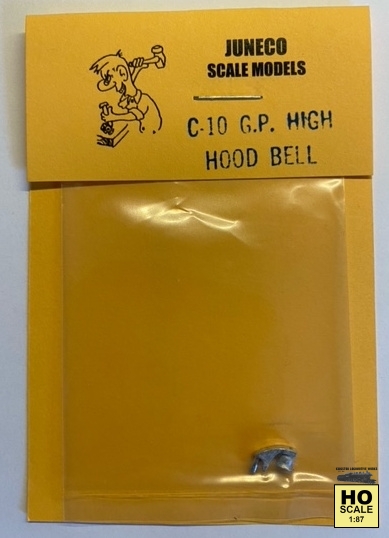 JUNECO
SCALE MODELS
C-10 G.P. HIGH
HOOD BELL
HO
SCALE
1:87